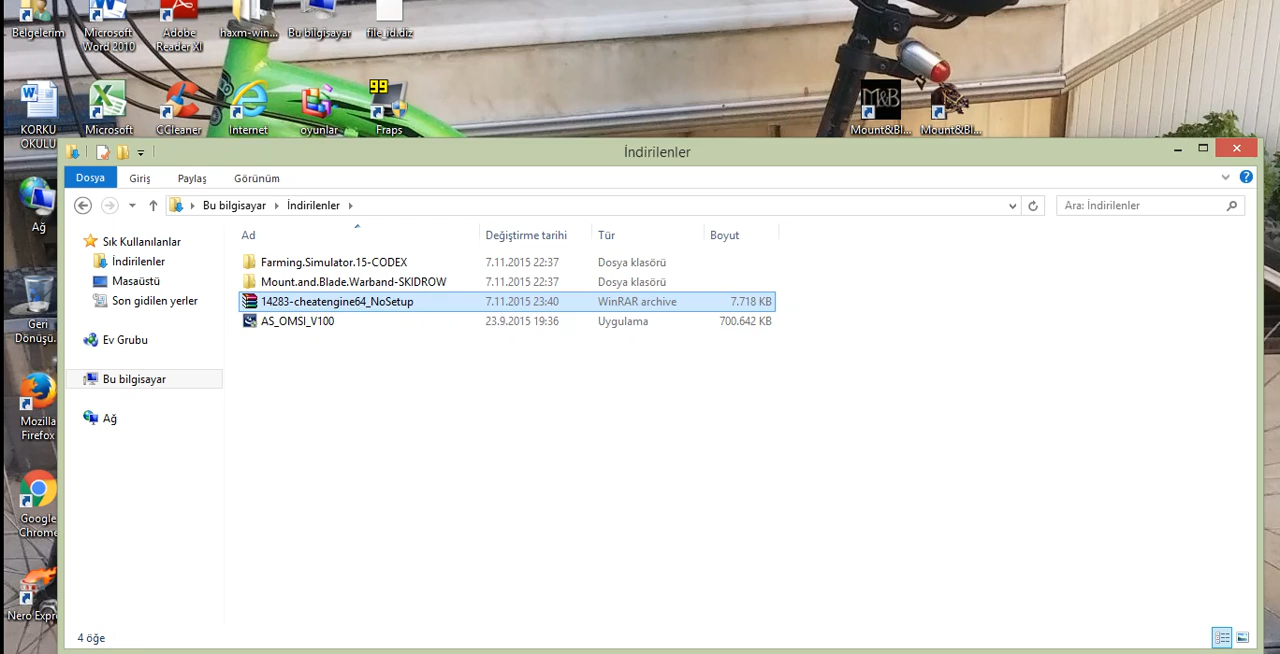 Belgelerim
Microsoft
Word 2010
Adobe
Reader XI
haxm-win...
Bu bilgisayar
file_id.diz
KORKU
OKULU
Microsoft
CCleaner
Internet
oyunlar
99
Fraps
M&B
Mount&Bl...
Mount&Bl...
İndirilenler
Dosya
Giriş
Paylaş
Görünüm
Bu bilgisayar
İndirilenler
Ara: İndirilenler
Ad
Değiştirme tarihi
Tür
Boyut
Farming.Simulator.15-CODEX 7.11.2015 22:37 Dosya klasörü
Mount.and.Blade.Warband-SKIDROW 7.11.2015 22:37 Dosya klasörü
14283-cheatengine64_NoSetup 7.11.2015 23:40 WinRAR archive 7.718 KB
AS_OMSI_V100 23.9.2015 19:36 Uygulama 700.642 KB
Sık Kullanılanlar
İndirilenler
Masaüstü
Son gidilen yerler
Ev Grubu
Bu bilgisayar
Ağ
4 öğe
Ağ
Geri
Dönüşü...
Mozilla
Firefox
Google
Chrome
Nero Expr